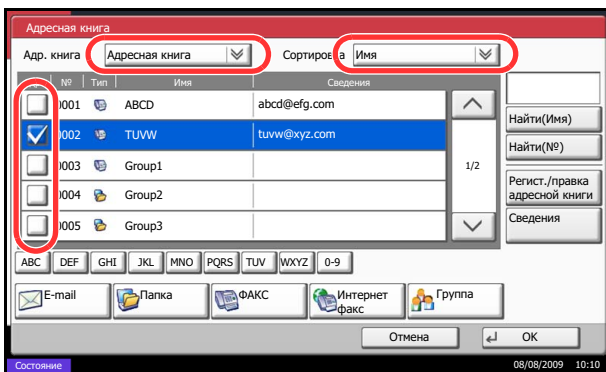 Адресная книга
Адр. книга Адресная книга Сортировка Имя
№ Тип Имя Сведения
0001 ABCD abcd@efg.com
0002 TUVW tuvw@xyz.com
0003 Group1
0004 Group2
0005 Group3
1/2
Найти(Имя)
Найти(№)
Регист./правка
адресной книги
Сведения
ABC DEF GHI JKL MNO PQRS TUV WXYZ 0-9
E-mail Папка ФАКС Интернет
факс Группа
Отмена OK
Состояние 08/08/2009 10:10